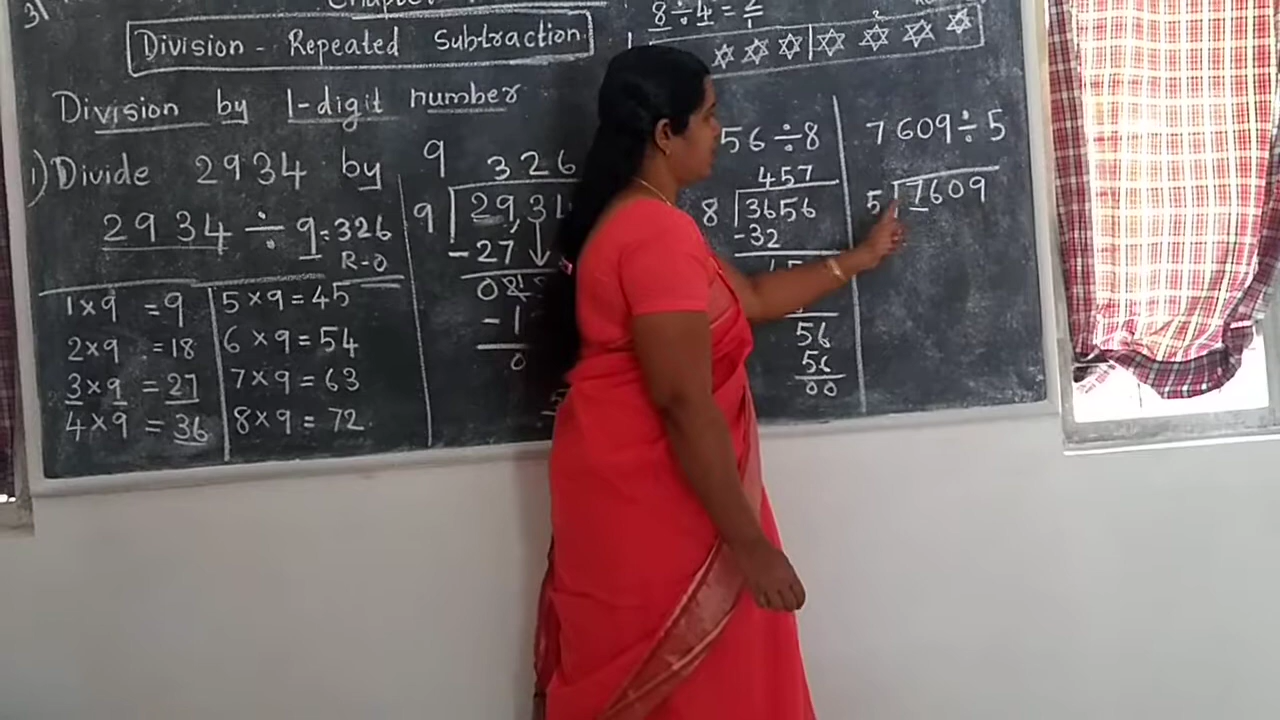 3)
Division - Repeated Subtraction
8 ÷ 4 = 2
Division by 1-digit number
1) Divide 2934 by 9
2934 ÷ 9 = 326
R-0
1×9 = 9
2×9 = 18
3×9 = 27
4×9 = 36
5×9 = 45
6×9 = 54
7×9 = 63
8×9 = 72
326
9 2934
-27
56 ÷ 8
457
8 3656
-32
56
56
00
7609 ÷ 5
5 7609